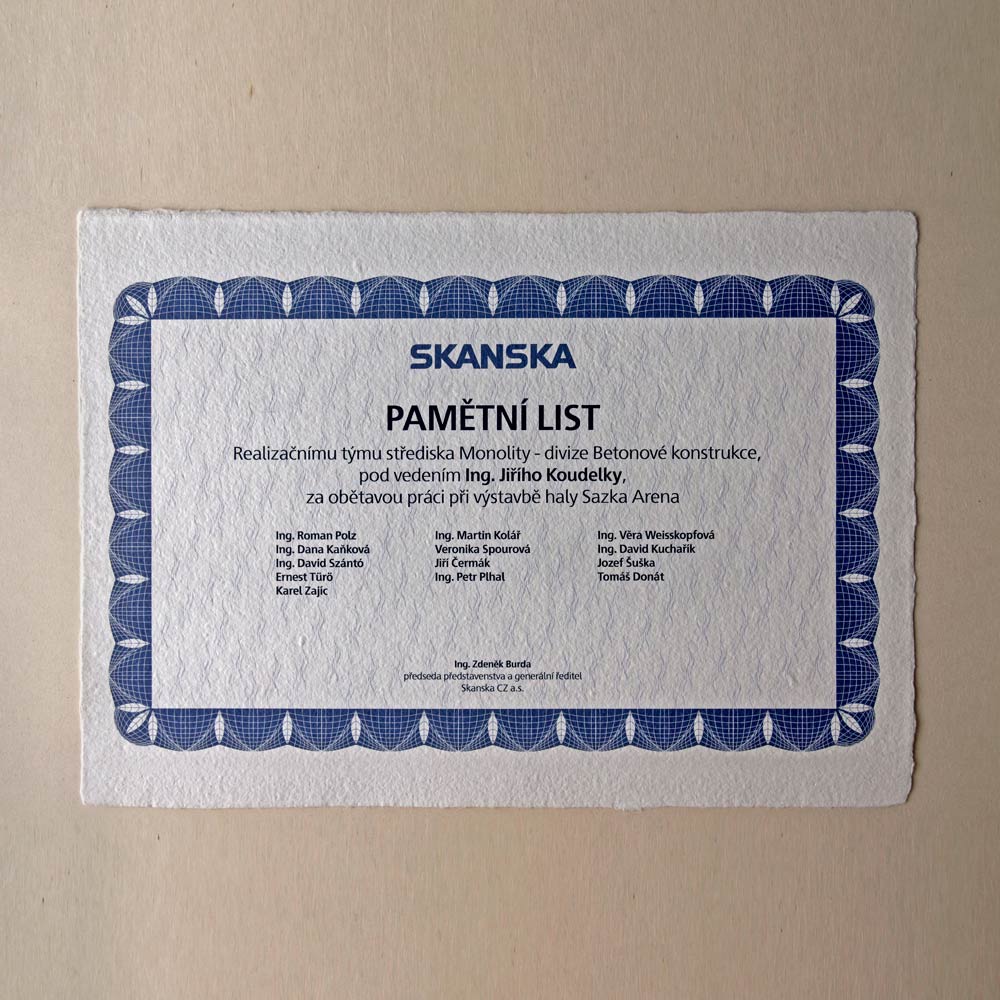 SKANSKA
PAMĚTNÍ LIST
Realizačnímu týmu střediska Monolity - divize Betonové konstrukce,
pod vedením Ing. Jiřího Koudelky,
za obětavou práci při výstavbě haly Sazka Arena
Ing. Roman Polz
Ing. Dana Kaňková
Ing. David Szántó
Ernest Türö
Karel Zajíc
Ing. Martin Kolář
Veronika Spourová
Jiří Čermák
Ing. Petr Plhal
Ing. Věra Weisskopfová
Ing. David Kuchařík
Jozef Šuška
Tomáš Donát
Ing. Zdeněk Burda
předseda představenstva a generální ředitel
Skanska CZ a.s.